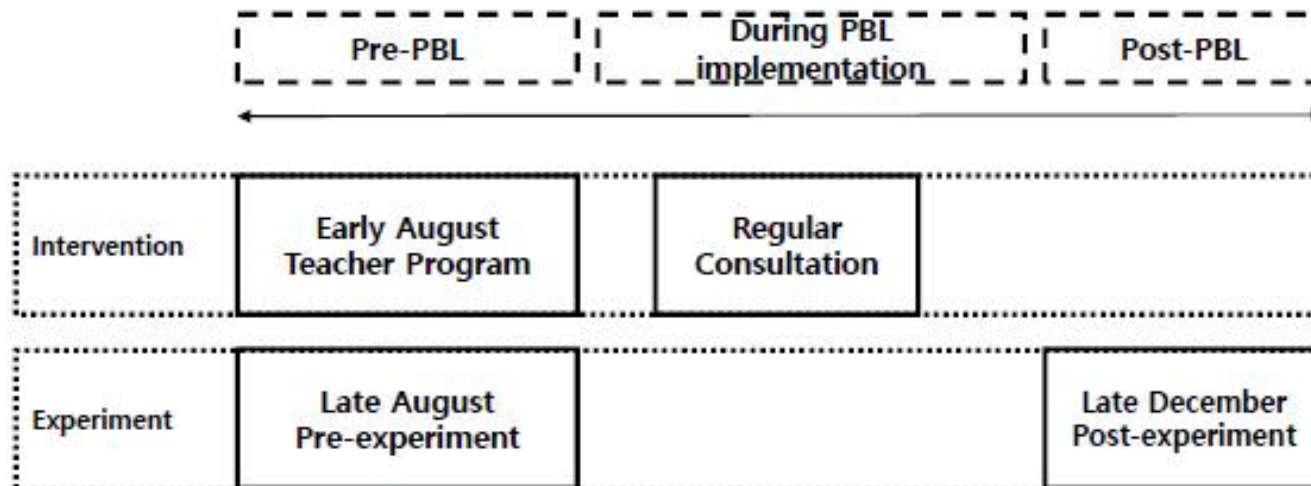 Pre-PBL
During PBL
implementation
Post-PBL
Intervention
Early August
Teacher Program
Regular
Consultation
Experiment
Late August
Pre-experiment
Late December
Post-experiment